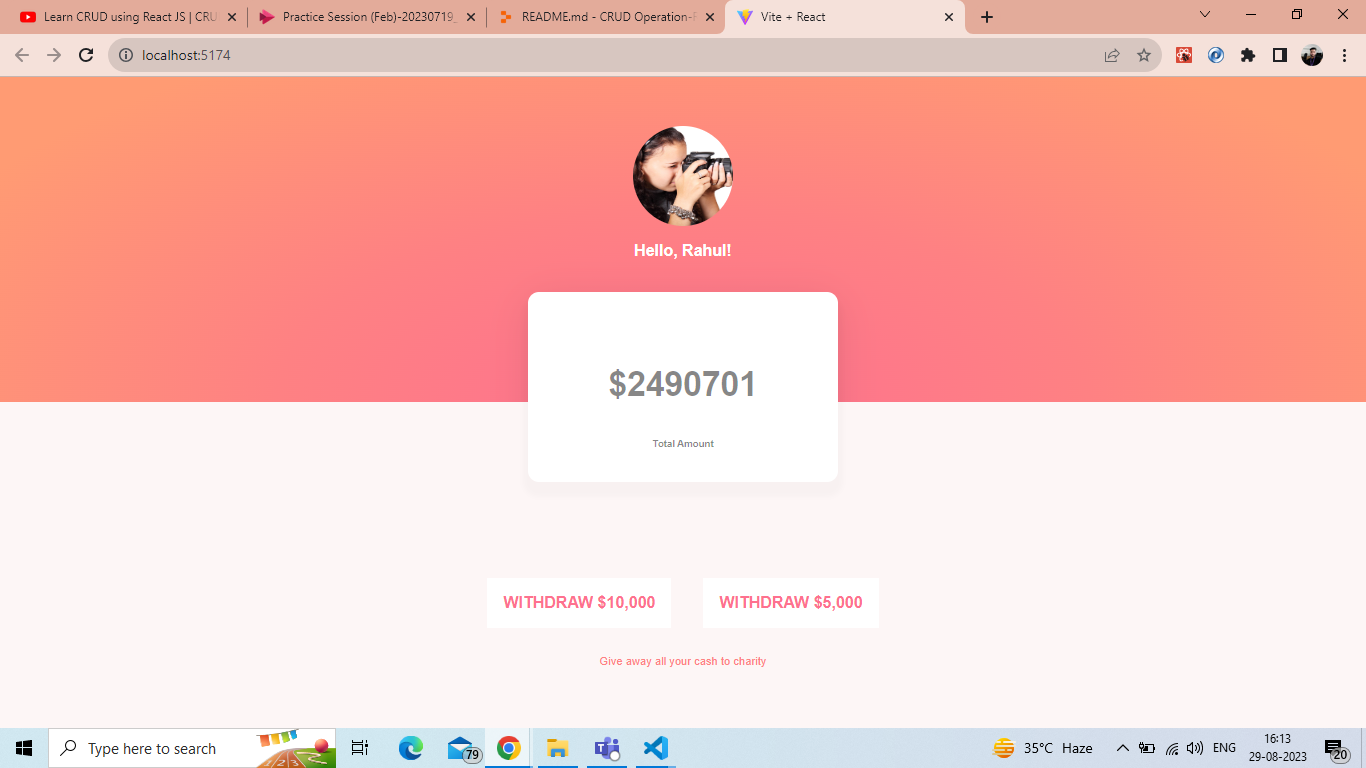 Learn CRUD using React JS | CRU
Practice Session (Feb)-20230719_
README.md - CRUD Operation-R
Vite + React
localhost:5174
Hello, Rahul!
$2490701
Total Amount
WITHDRAW $10,000
WITHDRAW $5,000
Give away all your cash to charity
Type here to search
79
35°C Haze
ENG
16:13
29-08-2023
20